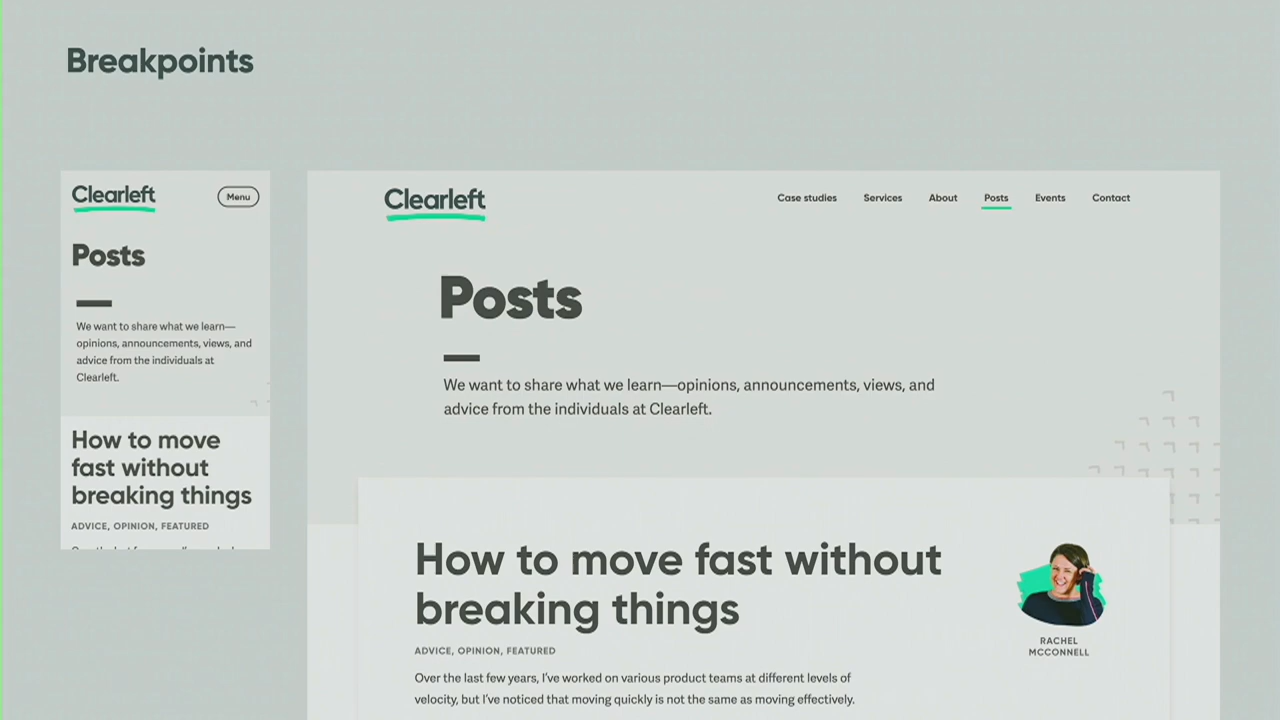 Breakpoints
Clearleft
Menu
Posts
We want to share what we learn—
opinions, announcements, views, and
advice from the individuals at
Clearleft.
How to move
fast without
breaking things
ADVICE, OPINION, FEATURED
Clearleft
Case studies Services About Posts Events Contact
Posts
We want to share what we learn—opinions, announcements, views, and
advice from the individuals at Clearleft.
How to move fast without
breaking things
ADVICE, OPINION, FEATURED
Over the last few years, I've worked on various product teams at different levels of
velocity, but I've noticed that moving quickly is not the same as moving effectively.
RACHEL
MCCONNELL